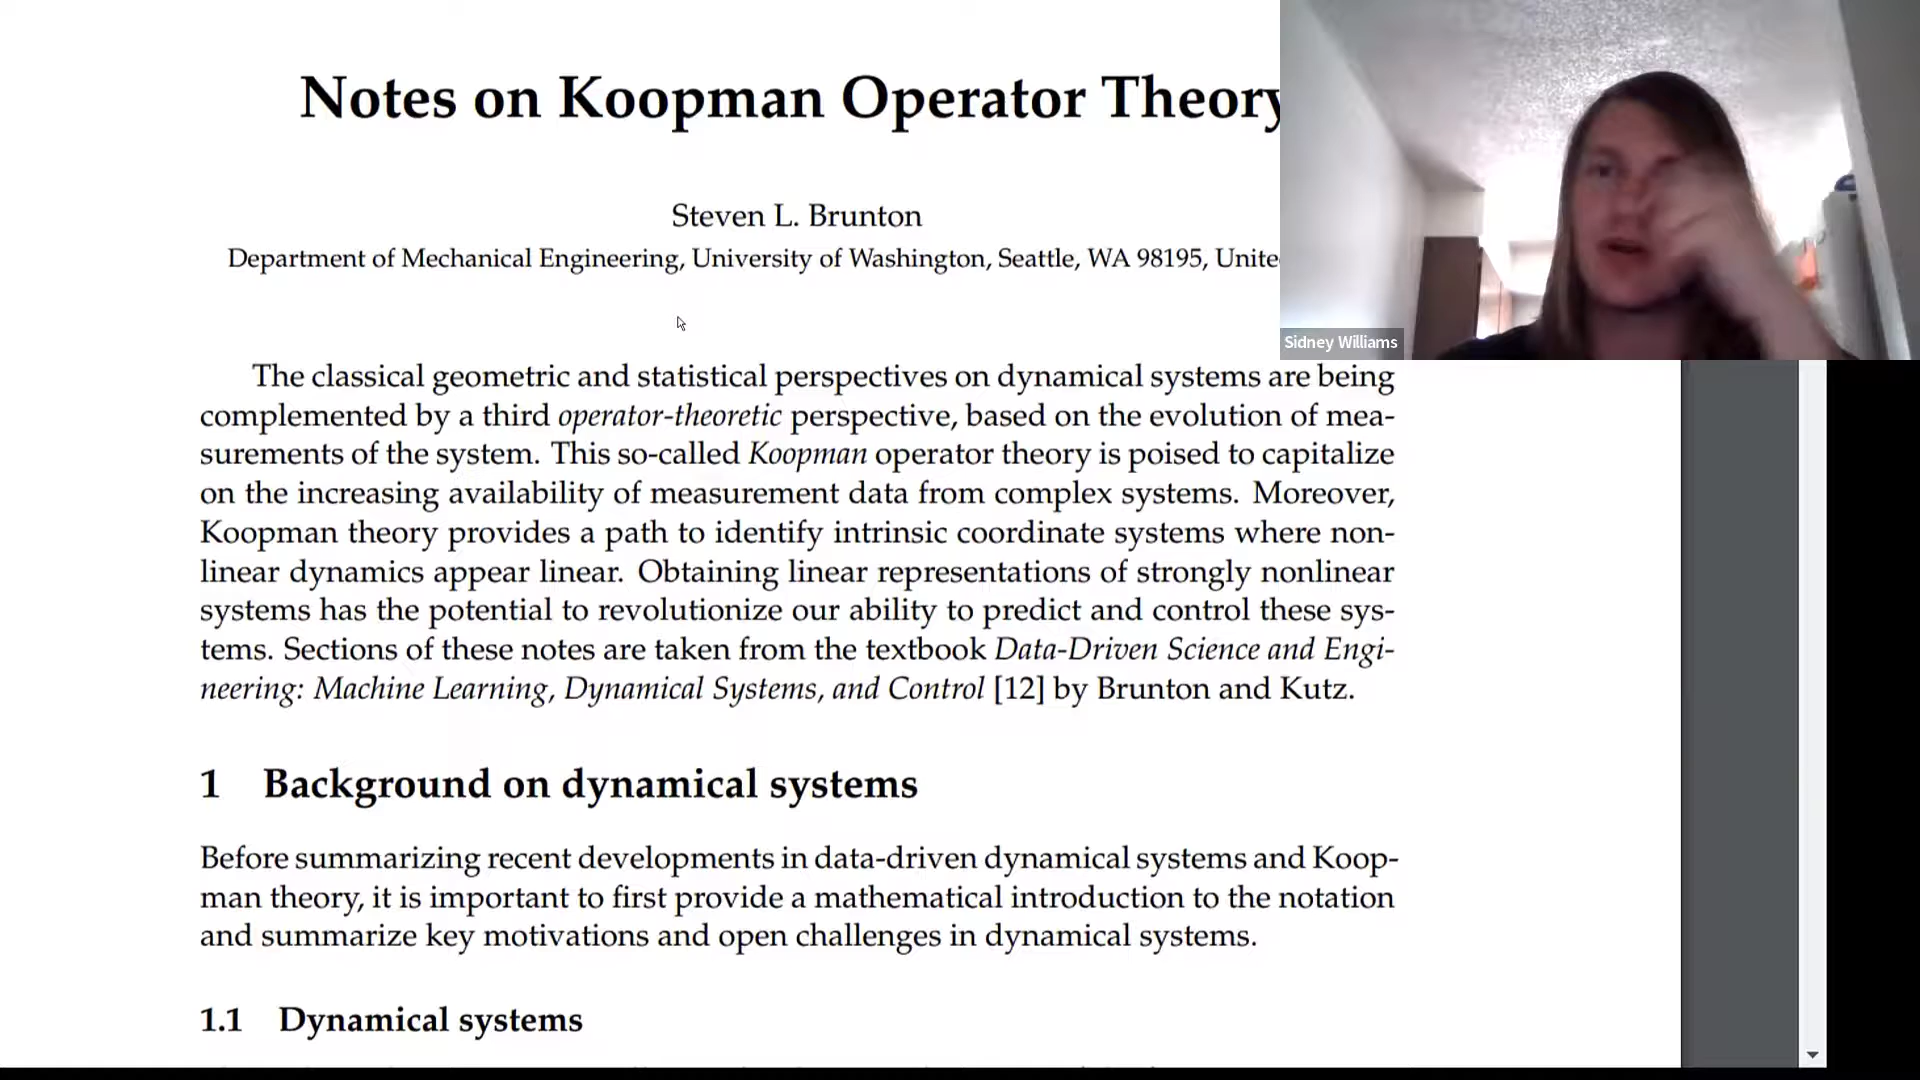 Notes on Koopman Operator Theory
Steven L. Brunton
Department of Mechanical Engineering, University of Washington, Seattle, WA 98195, Unite
Sidney Williams
The classical geometric and statistical perspectives on dynamical systems are being
complemented by a third operator-theoretic perspective, based on the evolution of mea-
surements of the system. This so-called Koopman operator theory is poised to capitalize
on the increasing availability of measurement data from complex systems. Moreover,
Koopman theory provides a path to identify intrinsic coordinate systems where non-
linear dynamics appear linear. Obtaining linear representations of strongly nonlinear
systems has the potential to revolutionize our ability to predict and control these sys-
tems. Sections of these notes are taken from the textbook Data-Driven Science and Engi-
neering: Machine Learning, Dynamical Systems, and Control [12] by Brunton and Kutz.
1 Background on dynamical systems
Before summarizing recent developments in data-driven dynamical systems and Koop-
man theory, it is important to first provide a mathematical introduction to the notation
and summarize key motivations and open challenges in dynamical systems.
1.1 Dynamical systems